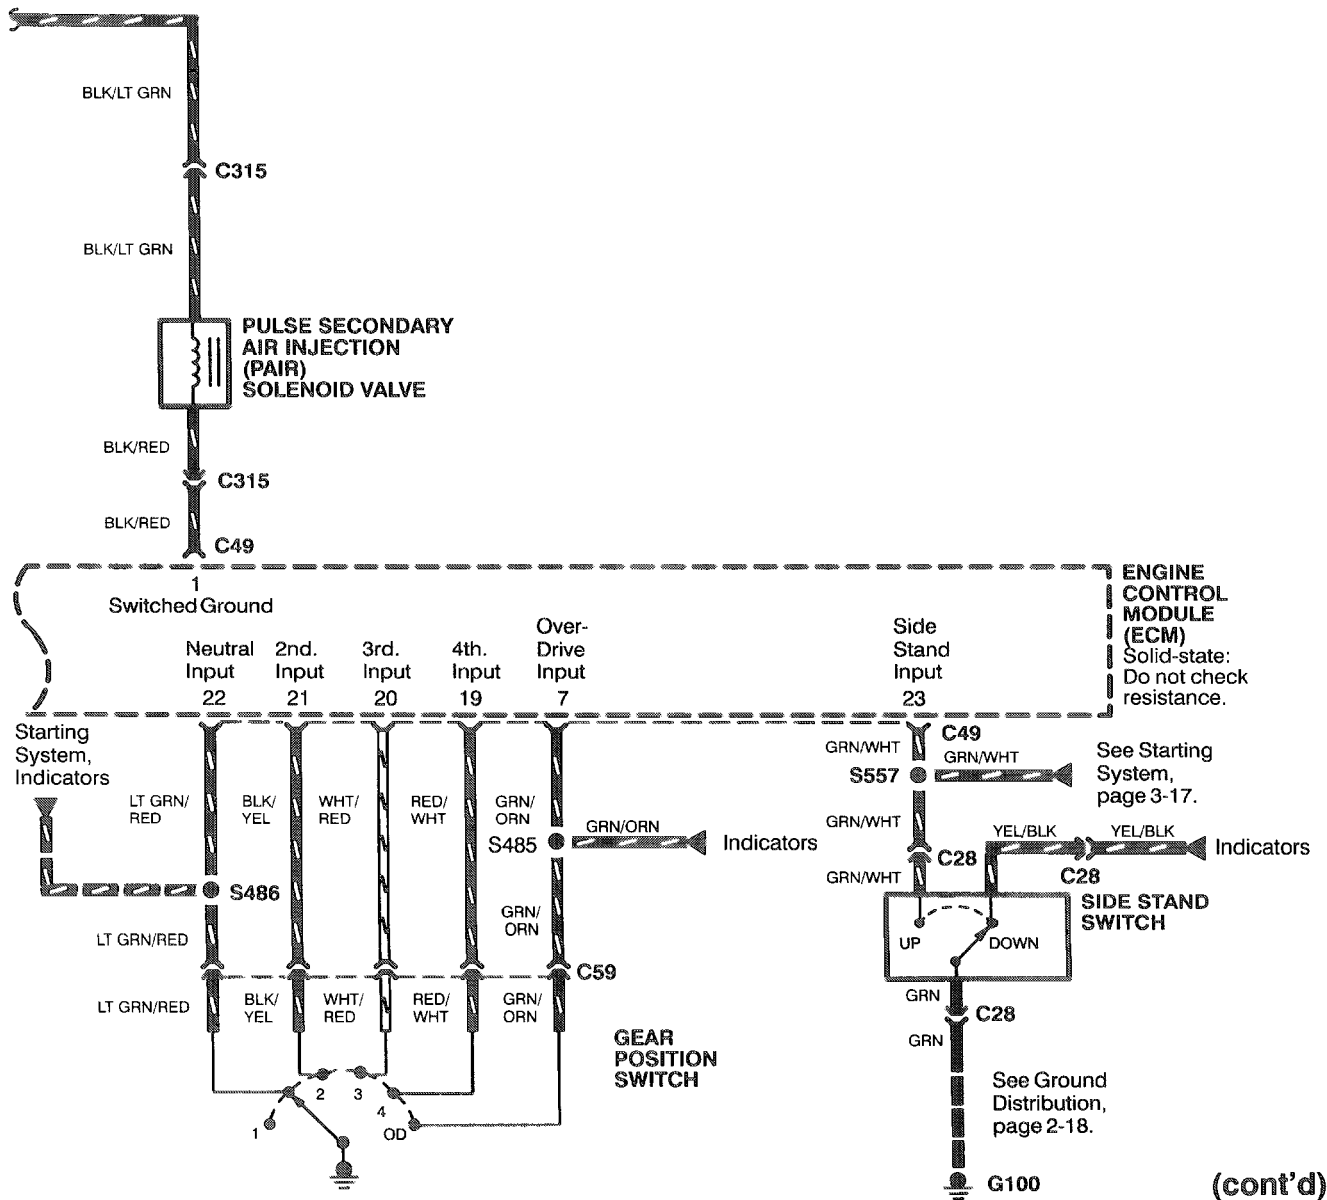 BLK/LT GRN
C315
BLK/LT GRN
PULSE SECONDARY
AIR INJECTION
(PAIR)
SOLENOID VALVE
BLK/RED
C315
BLK/RED
C49
1
Switched Ground
ENGINE
CONTROL
MODULE
(ECM)
Solid-state:
Do not check
resistance.
Neutral
Input
22
2nd.
Input
21
3rd.
Input
20
4th.
Input
19
Over-
Drive
Input
7
Side
Stand
Input
23
Starting
System,
Indicators
LT GRN/
RED
BLK/
YEL
WHT/
RED
RED/
WHT
GRN/
ORN
S485
GRN/ORN
Indicators
S486
GRN/
ORN
LT GRN/RED
C59
LT GRN/RED
BLK/
YEL
WHT/
RED
RED/
WHT
GRN/
ORN
GEAR
POSITION
SWITCH
1
2
3
4
OD
C49
GRN/WHT
S557
GRN/WHT
See Starting
System,
page 3-17.
GRN/WHT
C28
YEL/BLK
YEL/BLK
C28
Indicators
GRN/WHT
SIDE STAND
SWITCH
UP
DOWN
GRN
C28
GRN
See Ground
Distribution,
page 2-18.
G100
(cont'd)